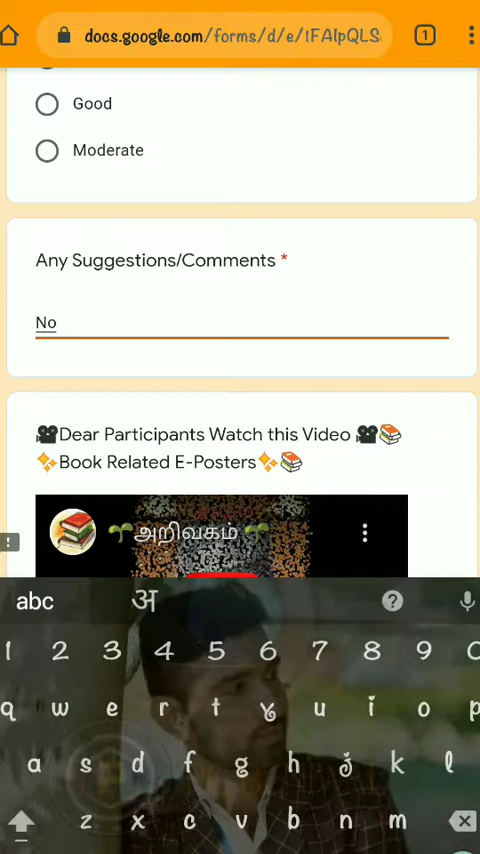 docs.google.com/forms/d/e/1FAIpQLS
1
Good
Moderate
Any Suggestions/Comments *
No
🎥Dear Participants Watch this Video 🎥📚
✨Book Related E-Posters✨📚
🌱அறிவகம் 🌱
abc अ ?
1 2 3 4 5 6 7 8 9 0
q w e r t y u i o p
a s d f g h j k l
z x c v b n m